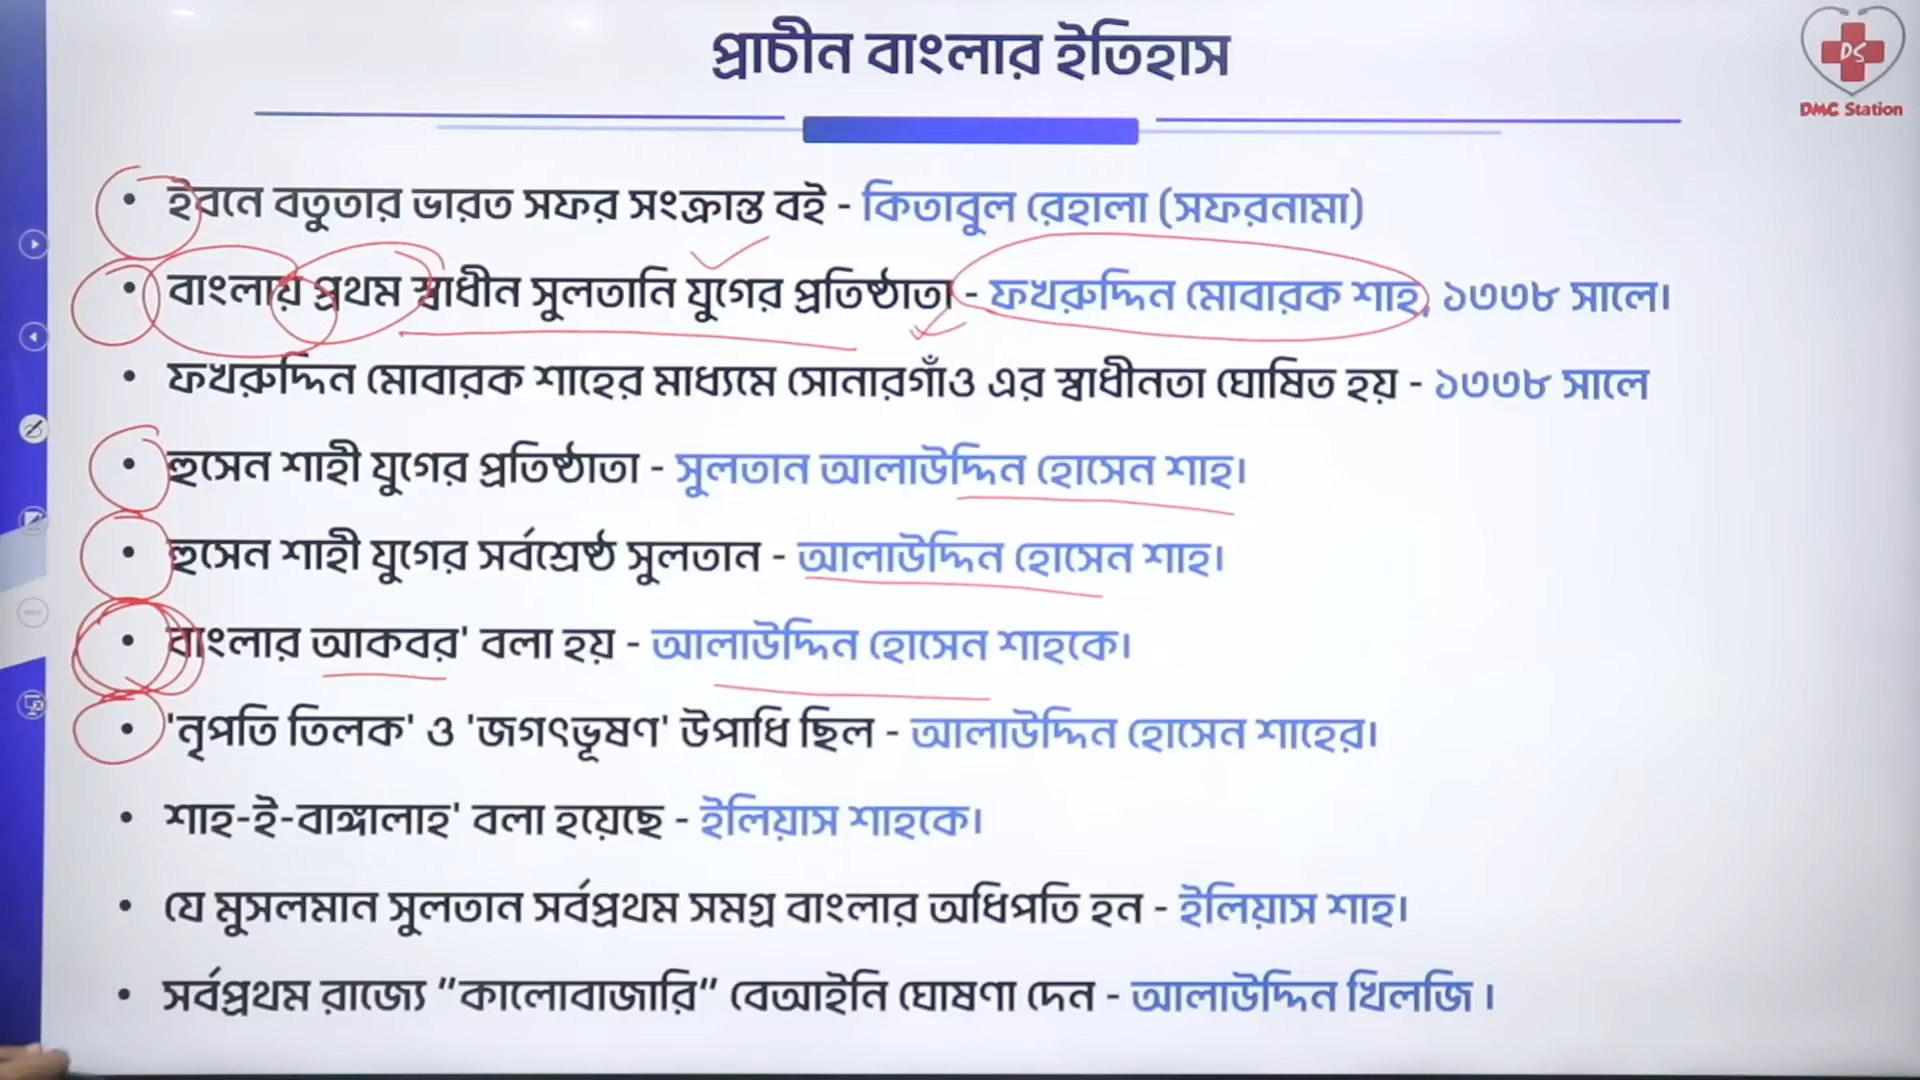 প্রাচীন বাংলার ইতিহাস
DS
DMC Station
• ইবনে বতুতার ভারত সফর সংক্রান্ত বই - কিতাবুল রেহালা (সফরনামা)
• বাংলায় প্রথম স্বাধীন সুলতানি যুগের প্রতিষ্ঠাতা - ফখরুদ্দিন মোবারক শাহ, ১৩৩৮ সালে।
• ফখরুদ্দিন মোবারক শাহের মাধ্যমে সোনারগাঁও এর স্বাধীনতা ঘোষিত হয় - ১৩৩৮ সালে
• হুসেন শাহী যুগের প্রতিষ্ঠাতা - সুলতান আলাউদ্দিন হোসেন শাহ।
• হুসেন শাহী যুগের সর্বশ্রেষ্ঠ সুলতান - আলাউদ্দিন হোসেন শাহ।
• বাংলার আকবর' বলা হয় - আলাউদ্দিন হোসেন শাহকে।
• 'নৃপতি তিলক' ও 'জগৎভূষণ' উপাধি ছিল - আলাউদ্দিন হোসেন শাহের।
• শাহ-ই-বাঙ্গালাহ' বলা হয়েছে - ইলিয়াস শাহকে।
• যে মুসলমান সুলতান সর্বপ্রথম সমগ্র বাংলার অধিপতি হন - ইলিয়াস শাহ।
• সর্বপ্রথম রাজ্যে "কালোবাজারি" বেআইনি ঘোষণা দেন - আলাউদ্দিন খিলজি ।